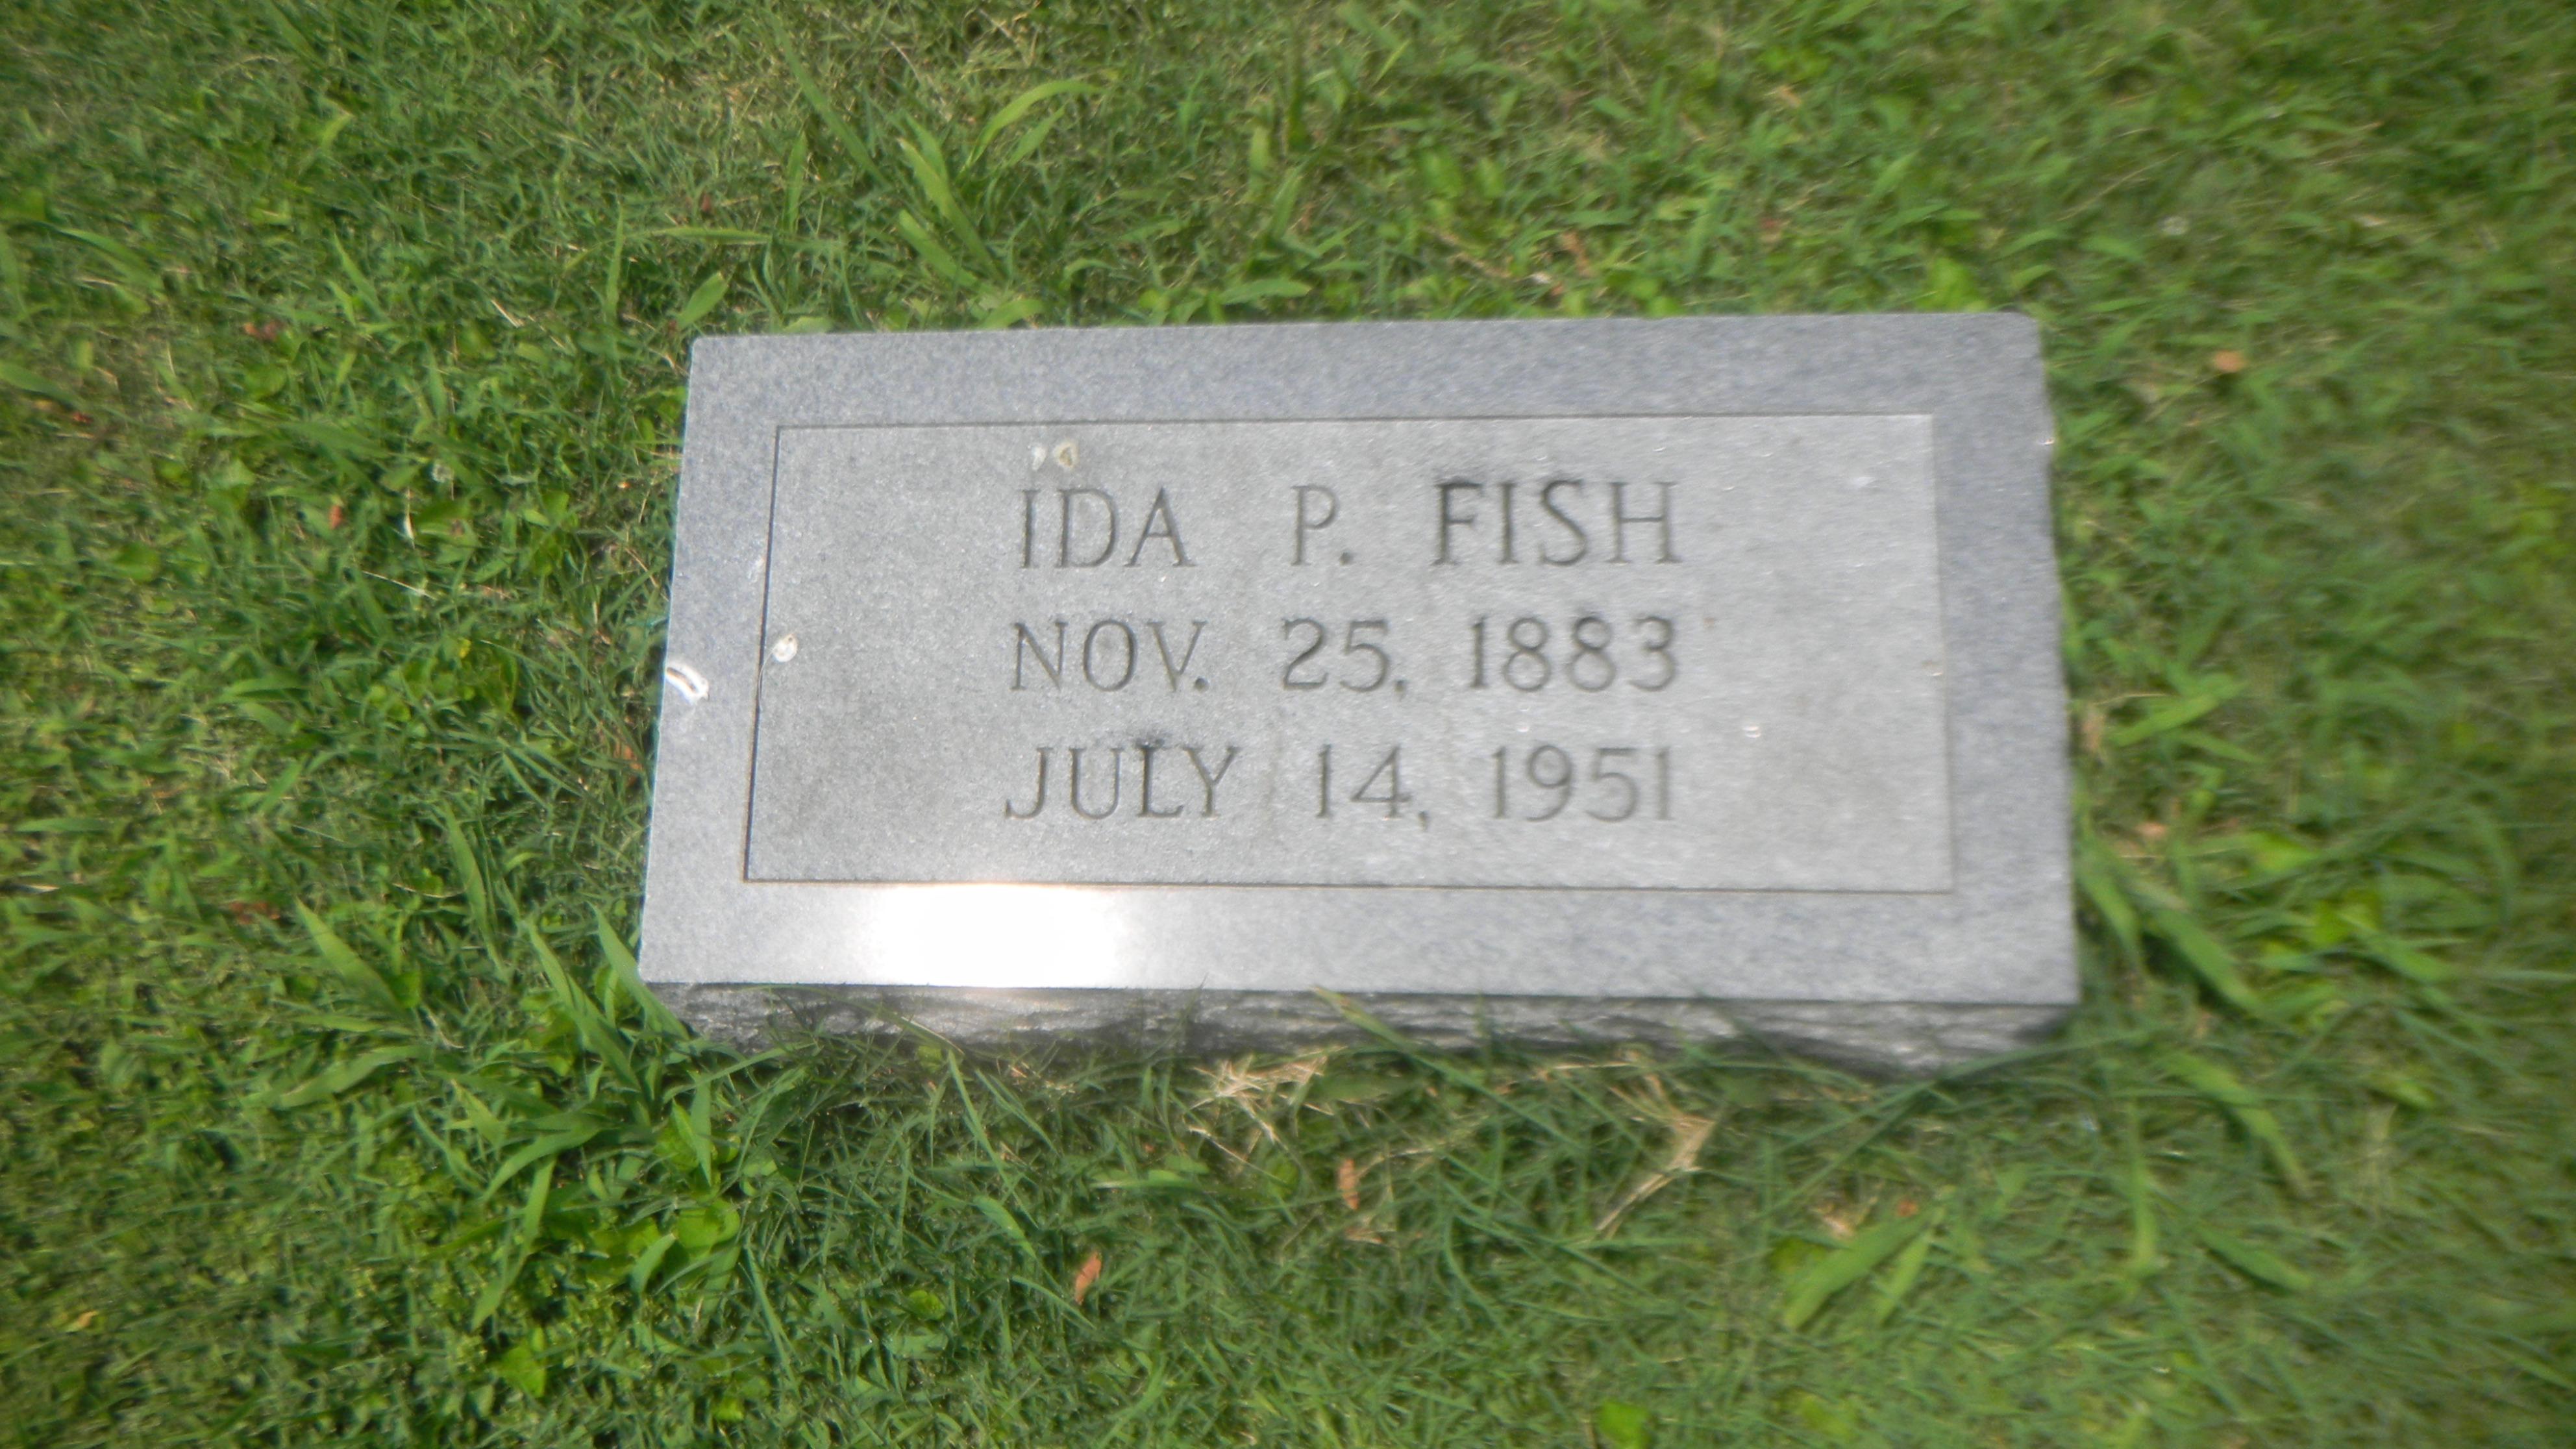 IDA P. FISH
NOV. 25, 1883
JULY 14, 1951